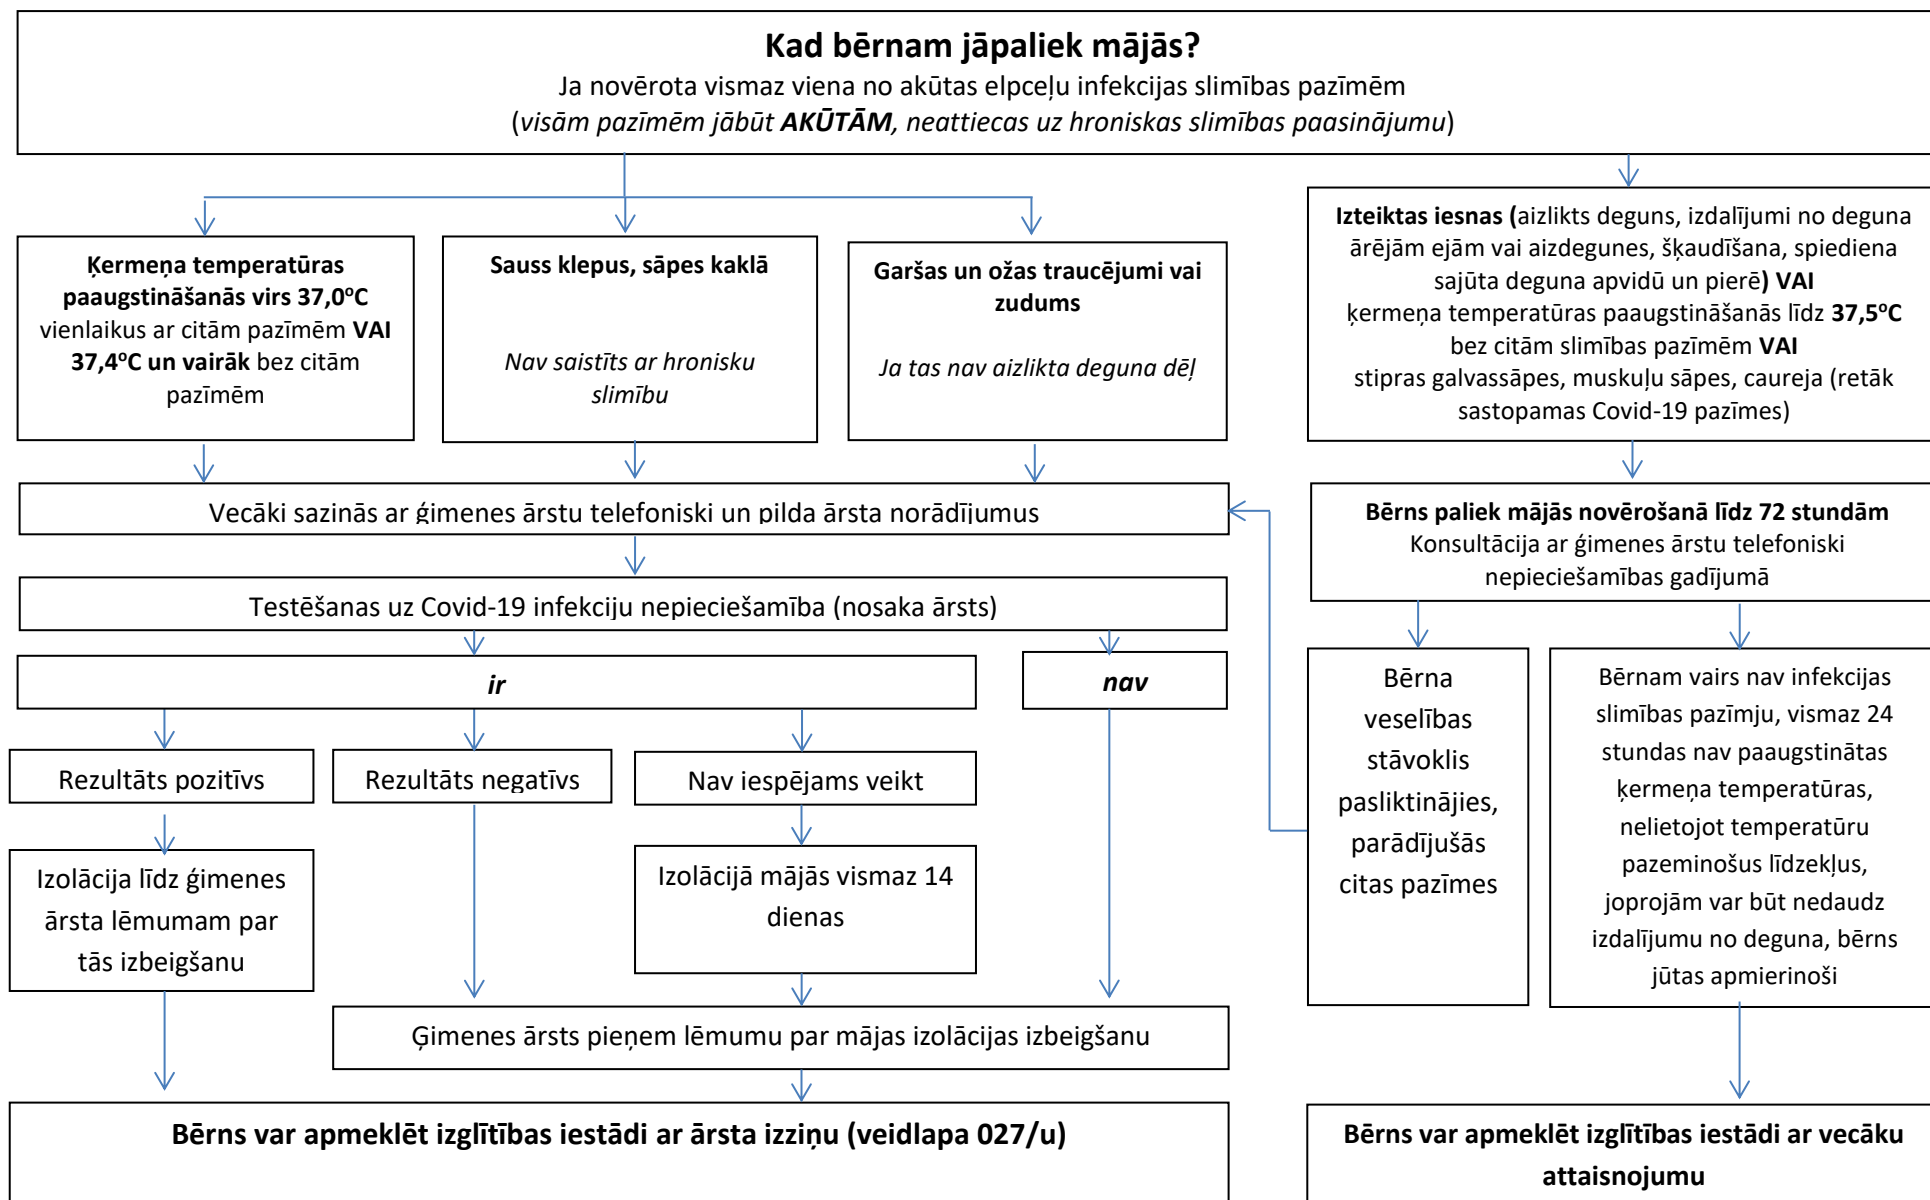 Kad bērnam jāpaliek mājās?
Ja novērota vismaz viena no akūtas elpceļu infekcijas slimības pazīmēm
(visām pazīmēm jābūt AKŪTĀM, neattiecas uz hroniskas slimības paasinājumu)
Ķermeņa temperatūras
paaugstināšanās virs 37,0°C
vienlaikus ar citām pazīmēm VAI
37,4°C un vairāk bez citām
pazīmēm
Sauss klepus, sāpes kaklā
Nav saistīts ar hronisku
slimību
Garšas un ožas traucējumi vai
zudums
Ja tas nav aizlikta deguna dēļ
Izteiktas iesnas (aizlikts deguns, izdalījumi no deguna
ārējām ejām vai aizdegunes, šķaudīšana, spiediena
sajūta deguna apvidū un pierē) VAI
ķermeņa temperatūras paaugstināšanās līdz 37,5°C
bez citām slimības pazīmēm VAI
stipras galvassāpes, muskuļu sāpes, caureja (retāk
sastopamas Covid-19 pazīmes)
Vecāki sazinās ar ģimenes ārstu telefoniski un pilda ārsta norādījumus
Bērns paliek mājās novērošanā līdz 72 stundām
Konsultācija ar ģimenes ārstu telefoniski
nepieciešamības gadījumā
Testēšanas uz Covid-19 infekciju nepieciešamība (nosaka ārsts)
ir
nav
Rezultāts pozitīvs
Rezultāts negatīvs
Nav iespējams veikt
Izolācija līdz ģimenes
ārsta lēmumam par
tās izbeigšanu
Izolācijā mājās vismaz 14
dienas
Bērna
veselības
stāvoklis
pasliktinājies,
parādījušās
citas pazīmes
Bērnam vairs nav infekcijas
slimības pazīmju, vismaz 24
stundas nav paaugstinātas
ķermeņa temperatūras,
nelietojot temperatūru
pazeminošus līdzekļus,
joprojām var būt nedaudz
izdalījumu no deguna, bērns
jūtas apmierinoši
Ģimenes ārsts pieņem lēmumu par mājas izolācijas izbeigšanu
Bērns var apmeklēt izglītības iestādi ar ārsta izziņu (veidlapa 027/u)
Bērns var apmeklēt izglītības iestādi ar vecāku
attaisnojumu